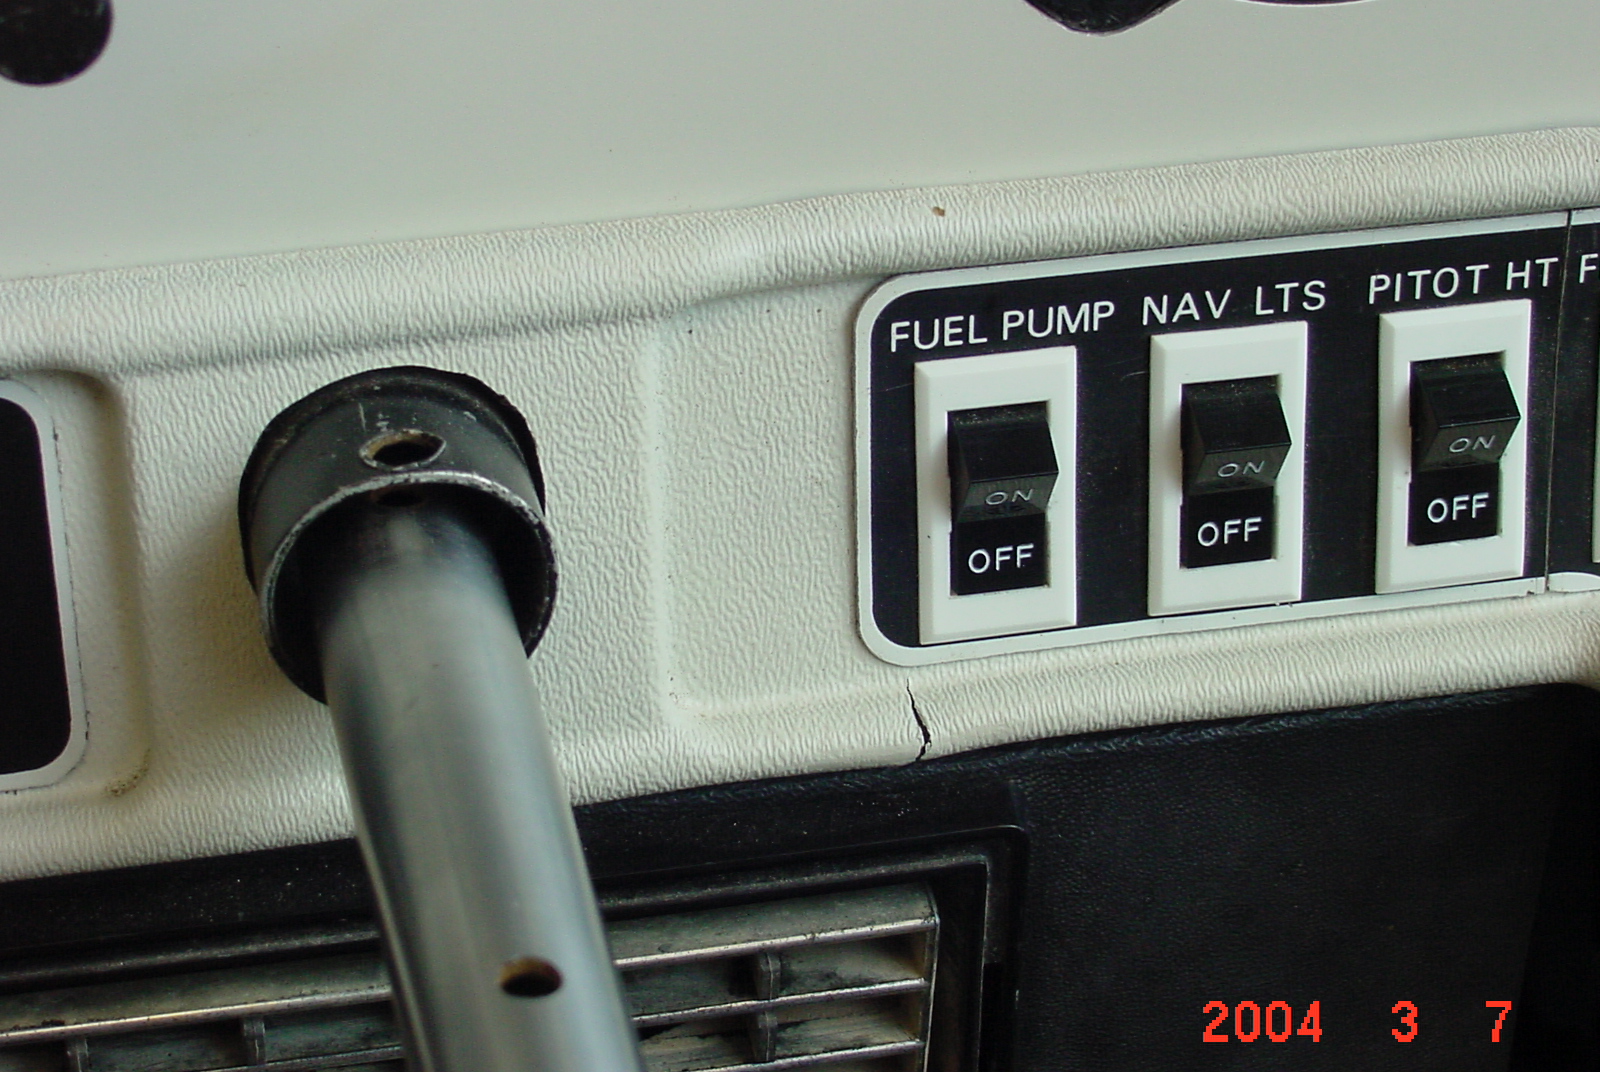 FUEL PUMP NAV LTS PITOT HT F
ON ON ON
OFF OFF OFF
2004 3 7